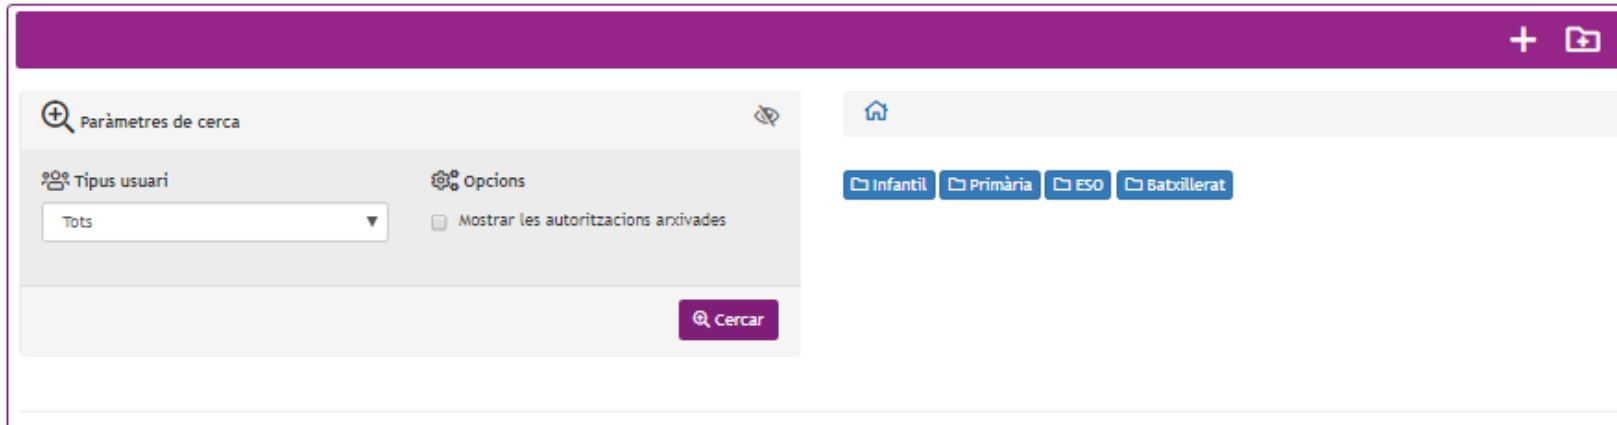 Paràmetres de cerca
Tipus usuari
Tots
Opcions
Mostrar les autoritzacions arxivades
Cercar
Infantil Primària ESO Batxillerat